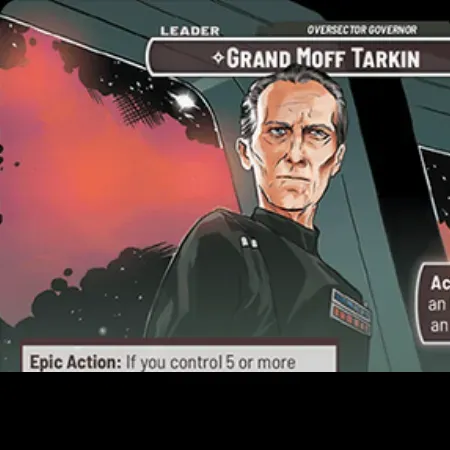 LEADER
OVERSECTOR GOVERNOR
GRAND MOFF TARKIN
Ac
an
an
Epic Action: If you control 5 or more